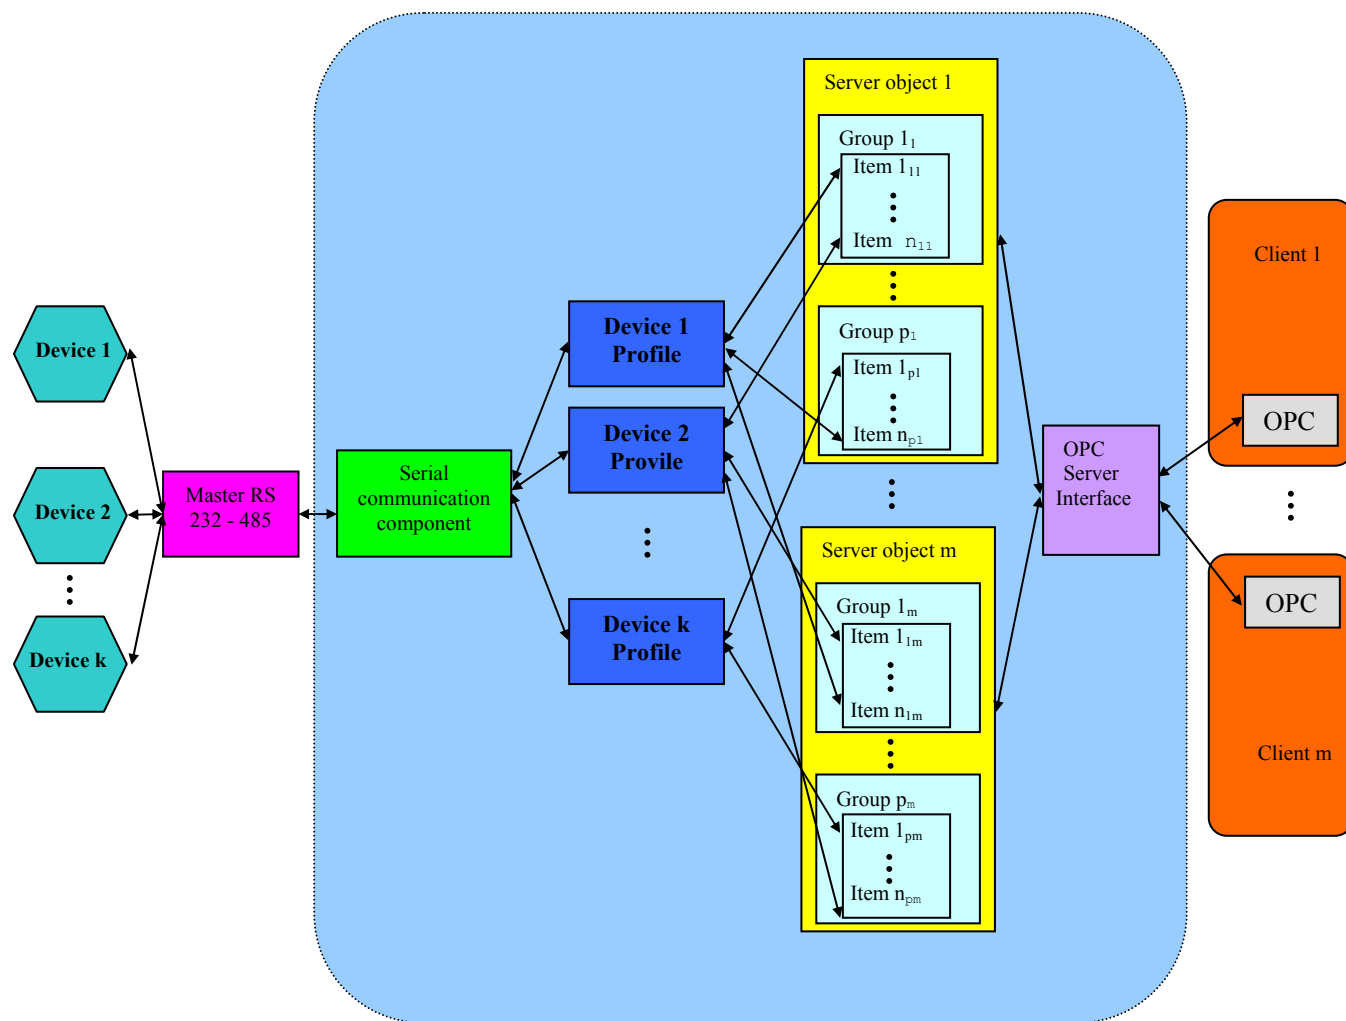 Device 1
Device 2
Device k
Master RS
232 - 485
Serial
communication
component
Device 1
Profile
Device 2
Provile
Device k
Profile
Server object 1
Group 1₁
Item 1₁₁
Item n₁₁
Group p₁
Item 1ₚ₁
Item nₚ₁
Server object m
Group 1ₘ
Item 1₁ₘ
Item n₁ₘ
Group pₘ
Item 1ₚₘ
Item nₚₘ
OPC
Server
Interface
Client 1
OPC
OPC
Client m